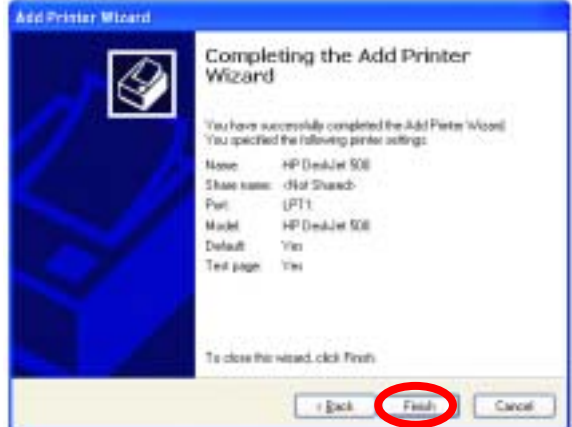 Add Printer Wizard
Completing the Add Printer
Wizard
You have successfully completed the Add Printer Wizard.
You specified the following printer settings:
Name: HP DeskJet 500
Share name: <Not Shared>
Port: LPT1:
Model: HP DeskJet 500
Default: Yes
Test page: Yes
To close this wizard, click Finish.
< Back Finish Cancel